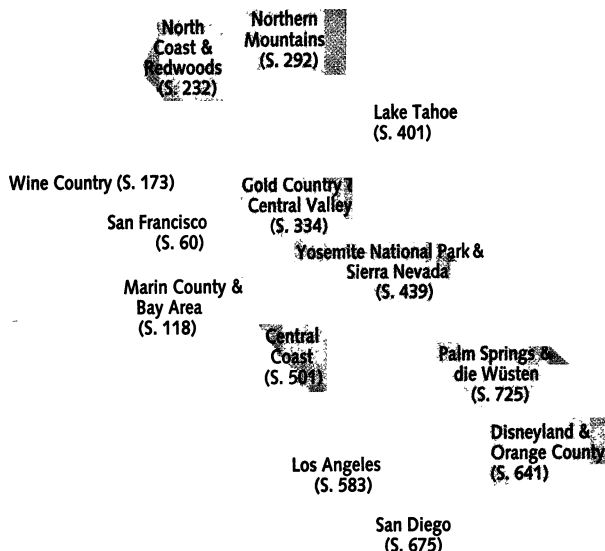 North
Coast &
Redwoods
(S. 232)
Northern
Mountains
(S. 292)
Lake Tahoe
(S. 401)
Wine Country (S. 173)
Gold Country /
Central Valley
(S. 334)
San Francisco
(S. 60)
Yosemite National Park &
Sierra Nevada
(S. 439)
Marin County &
Bay Area
(S. 118)
Central
Coast
(S. 501)
Palm Springs &
die Wüsten
(S. 725)
Disneyland &
Orange County
(S. 641)
Los Angeles
(S. 583)
San Diego
(S. 675)